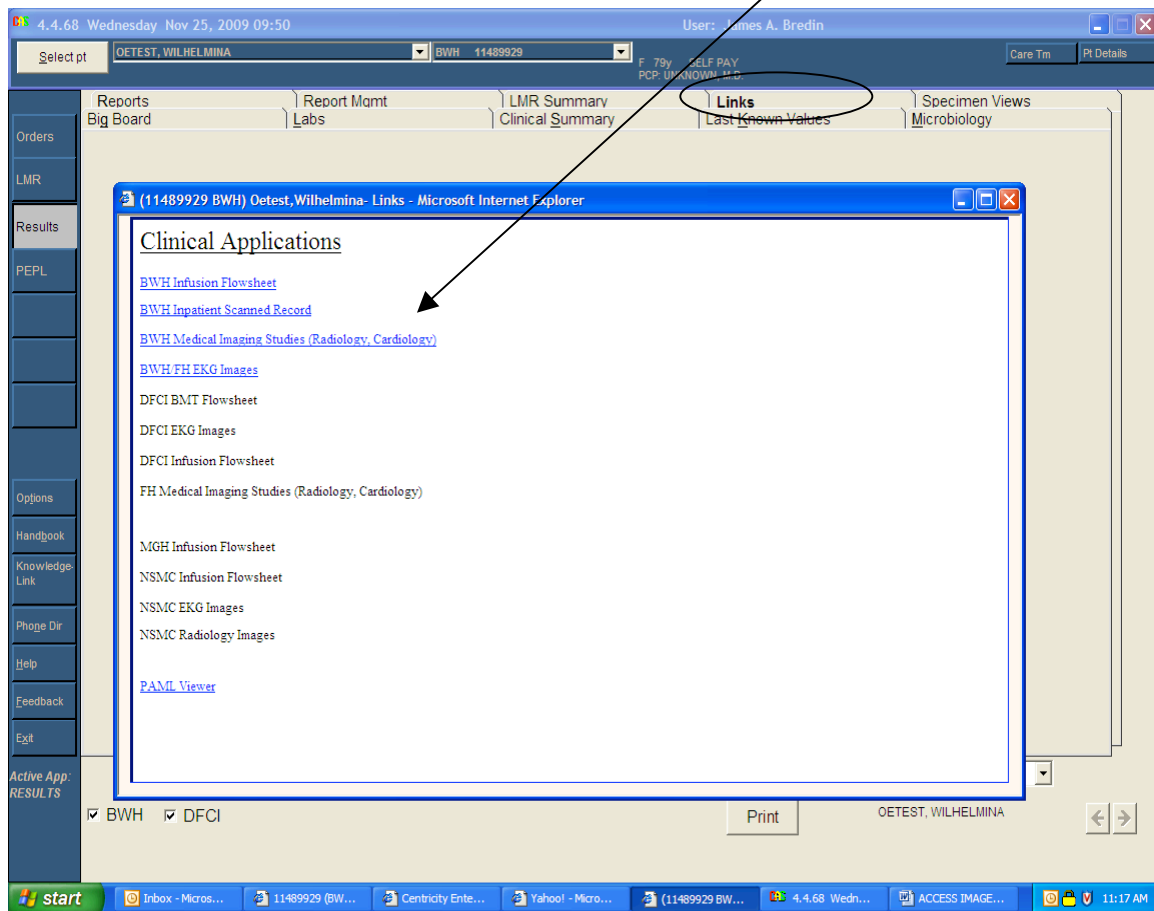 4.4.68 Wednesday Nov 25, 2009 09:50 User: James A. Bredin
Select pt OETEST, WILHELMINA BWH 11489929 F 79y SELF PAY Care Tm Pt Details
PCP: UNKNOWN, M.D.
Reports Report Mgmt LMR Summary Links Specimen Views
Big Board Labs Clinical Summary Last Known Values Microbiology
Orders
LMR
Results
PEPL
Options
Handbook
Knowledge-
Link
Phone Dir
Help
Feedback
Exit
Active App:
RESULTS
(11489929 BWH) Oetest,Wilhelmina- Links - Microsoft Internet Explorer
Clinical Applications
BWH Infusion Flowsheet
BWH Inpatient Scanned Record
BWH Medical Imaging Studies (Radiology, Cardiology)
BWH/FH EKG Images
DFCI BMT Flowsheet
DFCI EKG Images
DFCI Infusion Flowsheet
FH Medical Imaging Studies (Radiology, Cardiology)
MGH Infusion Flowsheet
NSMC Infusion Flowsheet
NSMC EKG Images
NSMC Radiology Images
PAML Viewer
BWH DFCI Print OETEST, WILHELMINA
start Inbox - Micros... 11489929 (BW... Centricity Ente... Yahoo! - Micro... (11489929 BW... 4.4.68 Wedn... ACCESS IMAGE... 11:17 AM